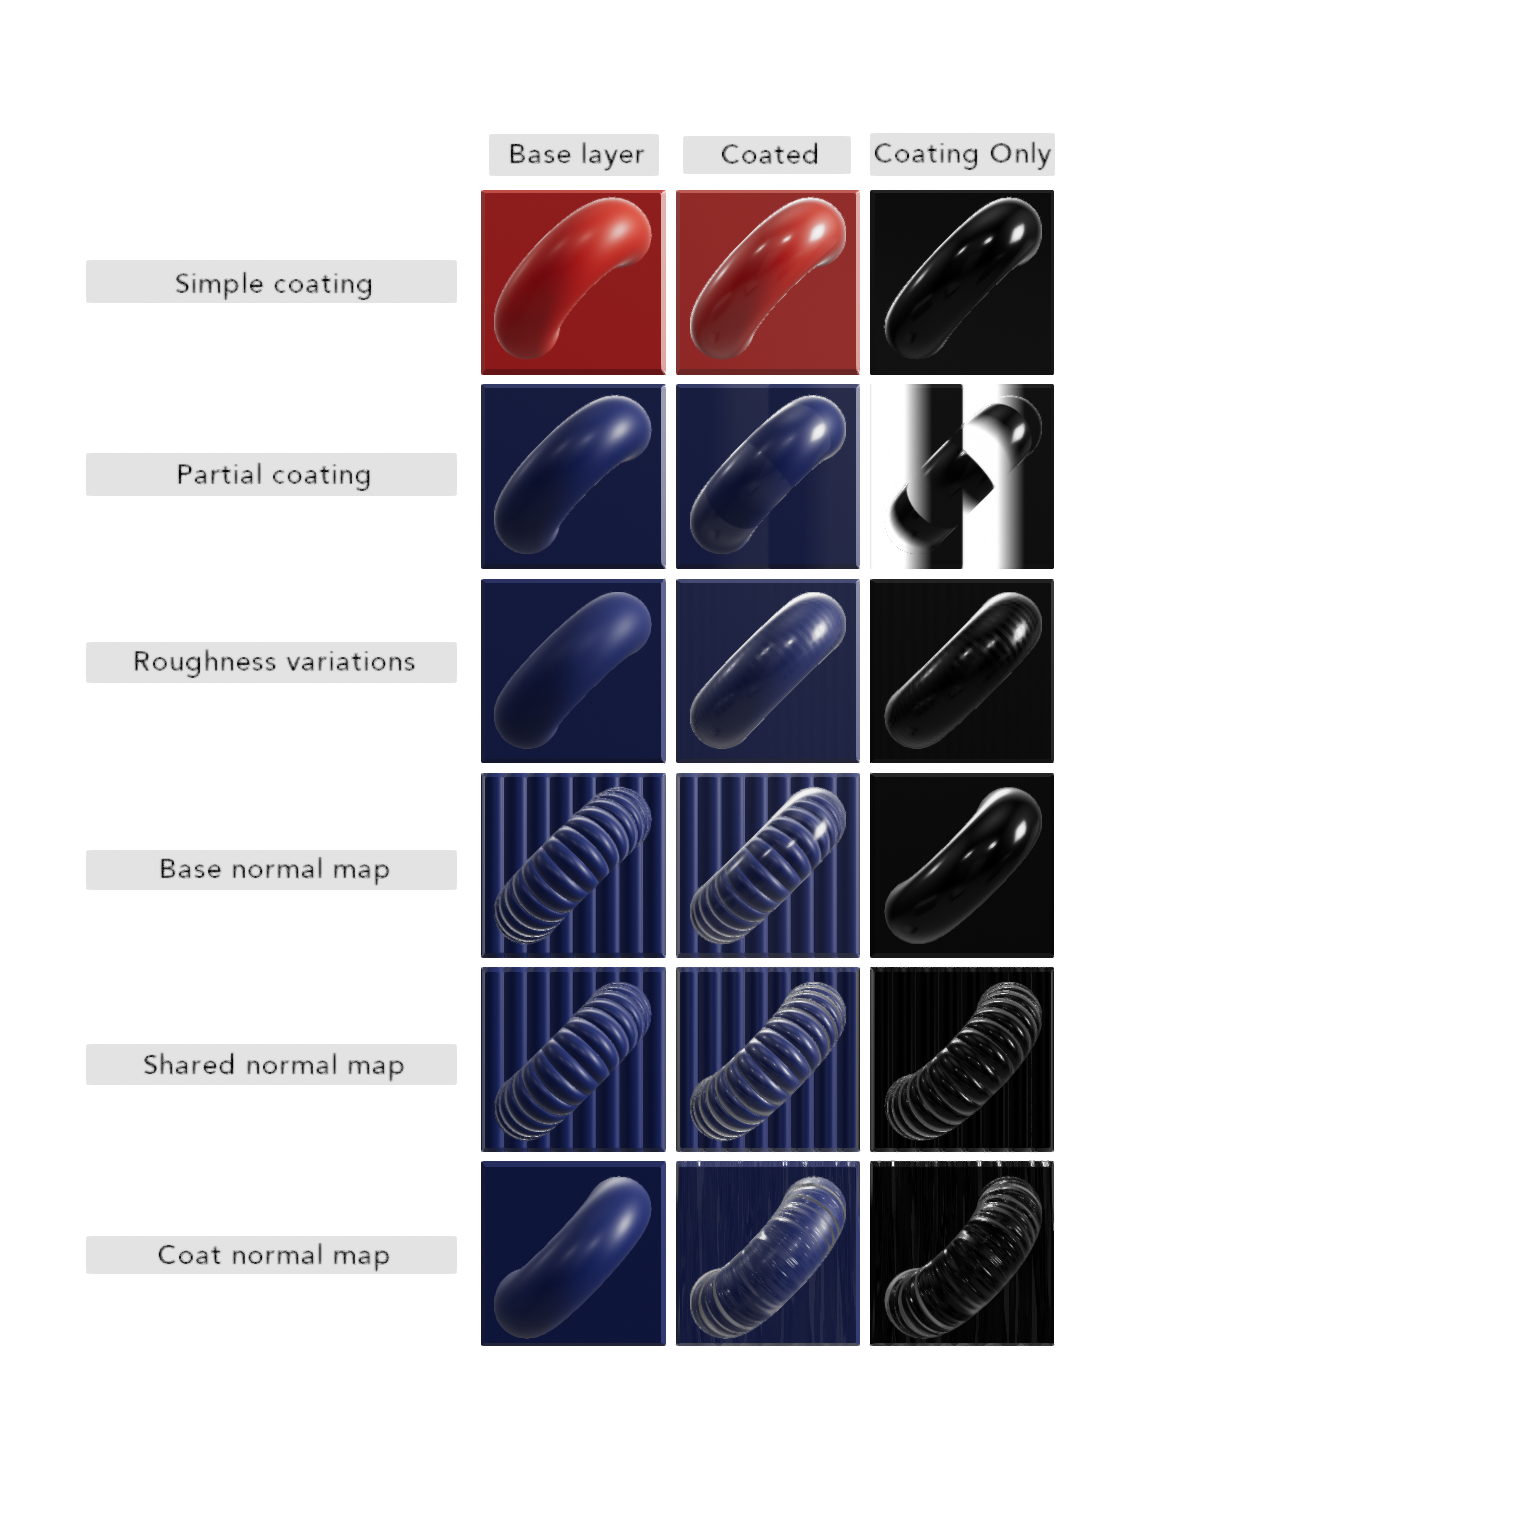 Base layer
Coated
Coating Only
Simple coating
Partial coating
Roughness variations
Base normal map
Shared normal map
Coat normal map